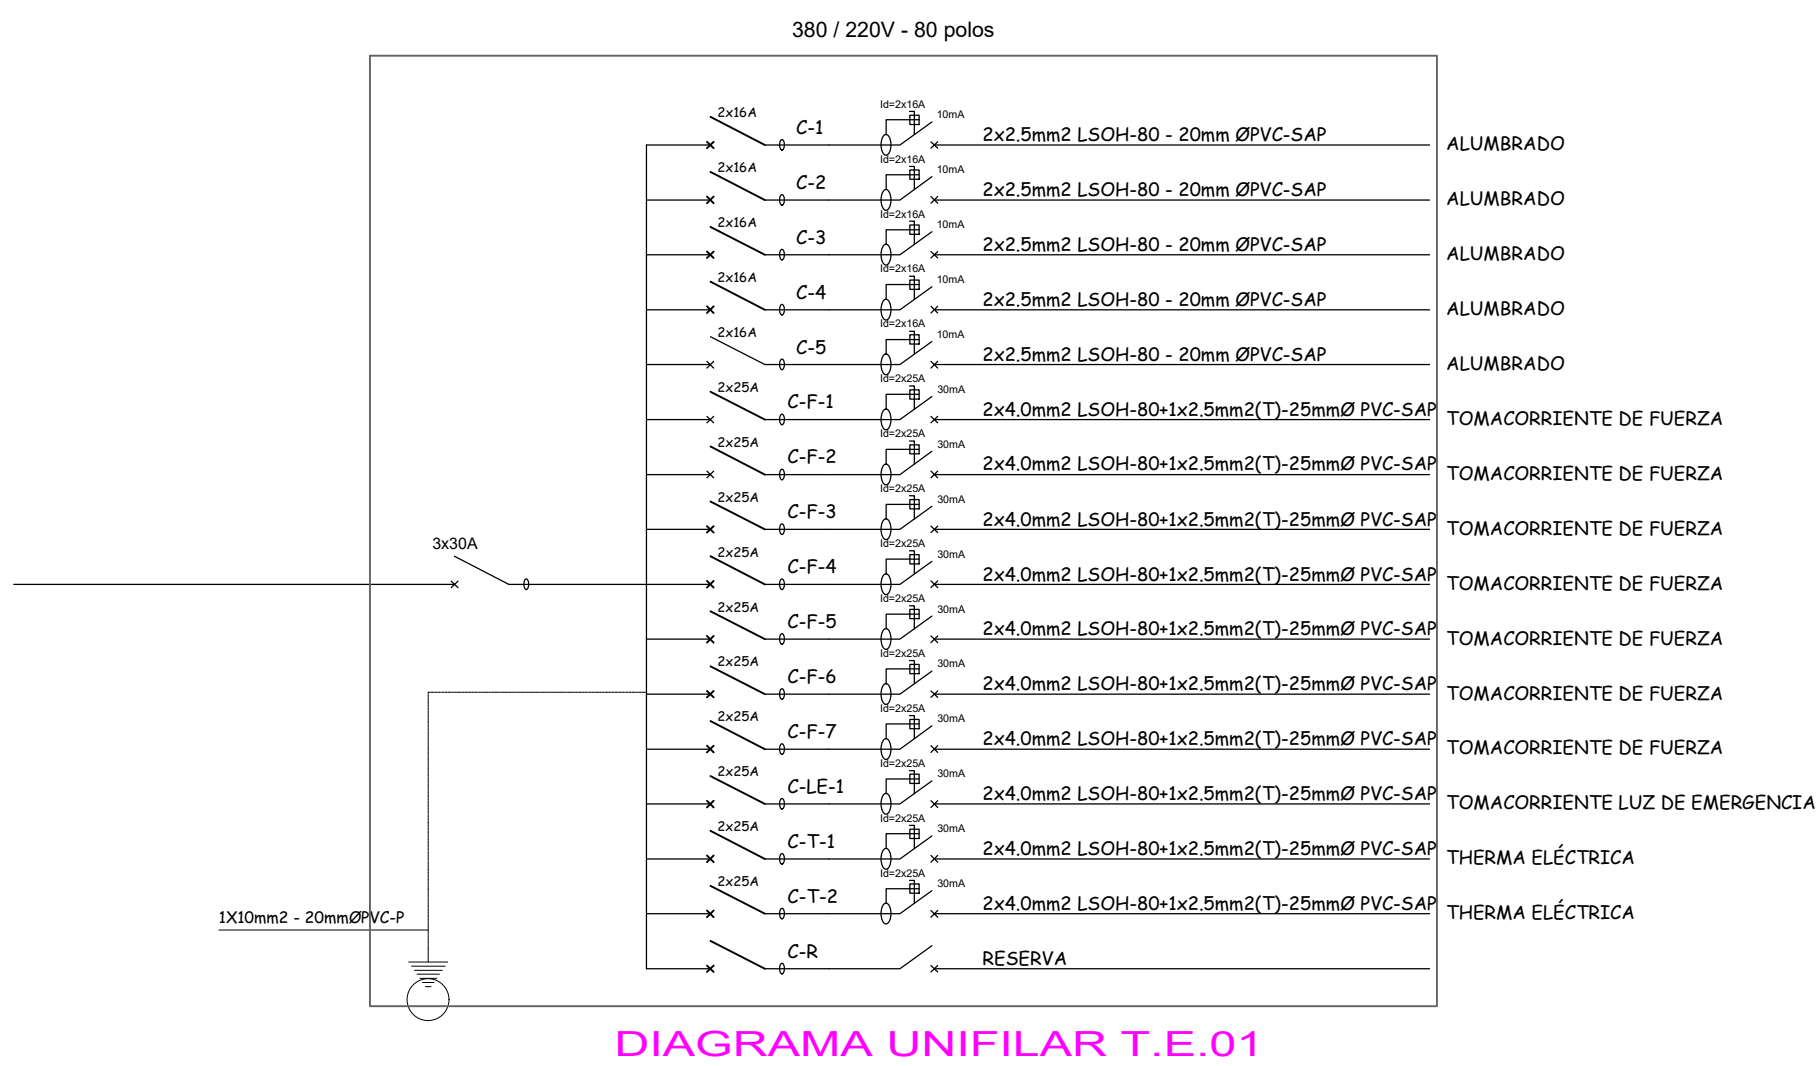 380 / 220V - 80 polos
2x16A C-1 Id=2x16A 10mA 2x2.5mm2 LSOH-80 - 20mm ØPVC-SAP ALUMBRADO
2x16A C-2 Id=2x16A 10mA 2x2.5mm2 LSOH-80 - 20mm ØPVC-SAP ALUMBRADO
2x16A C-3 Id=2x16A 10mA 2x2.5mm2 LSOH-80 - 20mm ØPVC-SAP ALUMBRADO
2x16A C-4 Id=2x16A 10mA 2x2.5mm2 LSOH-80 - 20mm ØPVC-SAP ALUMBRADO
2x16A C-5 Id=2x16A 10mA 2x2.5mm2 LSOH-80 - 20mm ØPVC-SAP ALUMBRADO
2x25A C-F-1 Id=2x25A 30mA 2x4.0mm2 LSOH-80+1x2.5mm2(T)-25mmØ PVC-SAP TOMACORRIENTE DE FUERZA
2x25A C-F-2 Id=2x25A 30mA 2x4.0mm2 LSOH-80+1x2.5mm2(T)-25mmØ PVC-SAP TOMACORRIENTE DE FUERZA
2x25A C-F-3 Id=2x25A 30mA 2x4.0mm2 LSOH-80+1x2.5mm2(T)-25mmØ PVC-SAP TOMACORRIENTE DE FUERZA
3x30A
2x25A C-F-4 Id=2x25A 30mA 2x4.0mm2 LSOH-80+1x2.5mm2(T)-25mmØ PVC-SAP TOMACORRIENTE DE FUERZA
2x25A C-F-5 Id=2x25A 30mA 2x4.0mm2 LSOH-80+1x2.5mm2(T)-25mmØ PVC-SAP TOMACORRIENTE DE FUERZA
2x25A C-F-6 Id=2x25A 30mA 2x4.0mm2 LSOH-80+1x2.5mm2(T)-25mmØ PVC-SAP TOMACORRIENTE DE FUERZA
2x25A C-F-7 Id=2x25A 30mA 2x4.0mm2 LSOH-80+1x2.5mm2(T)-25mmØ PVC-SAP TOMACORRIENTE DE FUERZA
2x25A C-LE-1 Id=2x25A 30mA 2x4.0mm2 LSOH-80+1x2.5mm2(T)-25mmØ PVC-SAP TOMACORRIENTE LUZ DE EMERGENCIA
2x25A C-T-1 Id=2x25A 30mA 2x4.0mm2 LSOH-80+1x2.5mm2(T)-25mmØ PVC-SAP THERMA ELÉCTRICA
2x25A C-T-2 Id=2x25A 30mA 2x4.0mm2 LSOH-80+1x2.5mm2(T)-25mmØ PVC-SAP THERMA ELÉCTRICA
1X10mm2 - 20mmØPVC-P
C-R RESERVA
DIAGRAMA UNIFILAR T.E.01